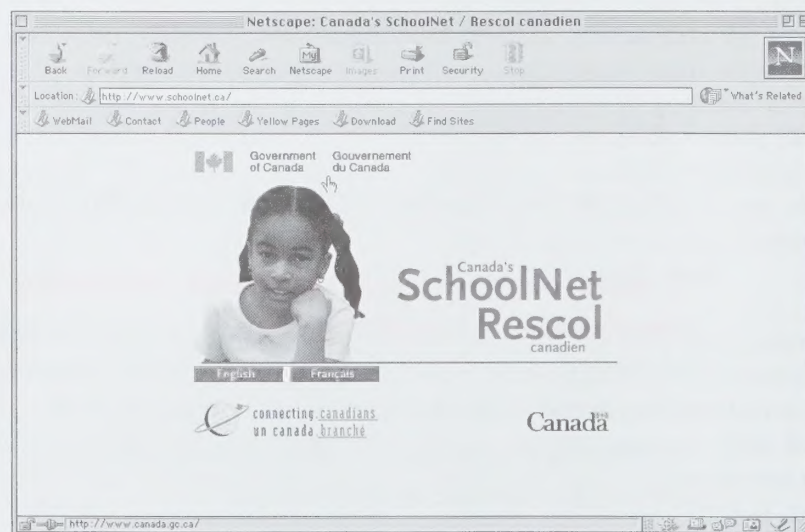 Netscape: Canada's SchoolNet / Rescol canadien
Back Forward Reload Home Search Netscape Images Print Security Stop
My
N
Location: http://www.schoolnet.ca/ What's Related
WebMail Contact People Yellow Pages Download Find Sites
Government of Canada
Gouvernement du Canada
Canada's
SchoolNet
Rescol
canadien
English Français
connecting canadians
un canada branché
Canada
http://www.canada.gc.ca/